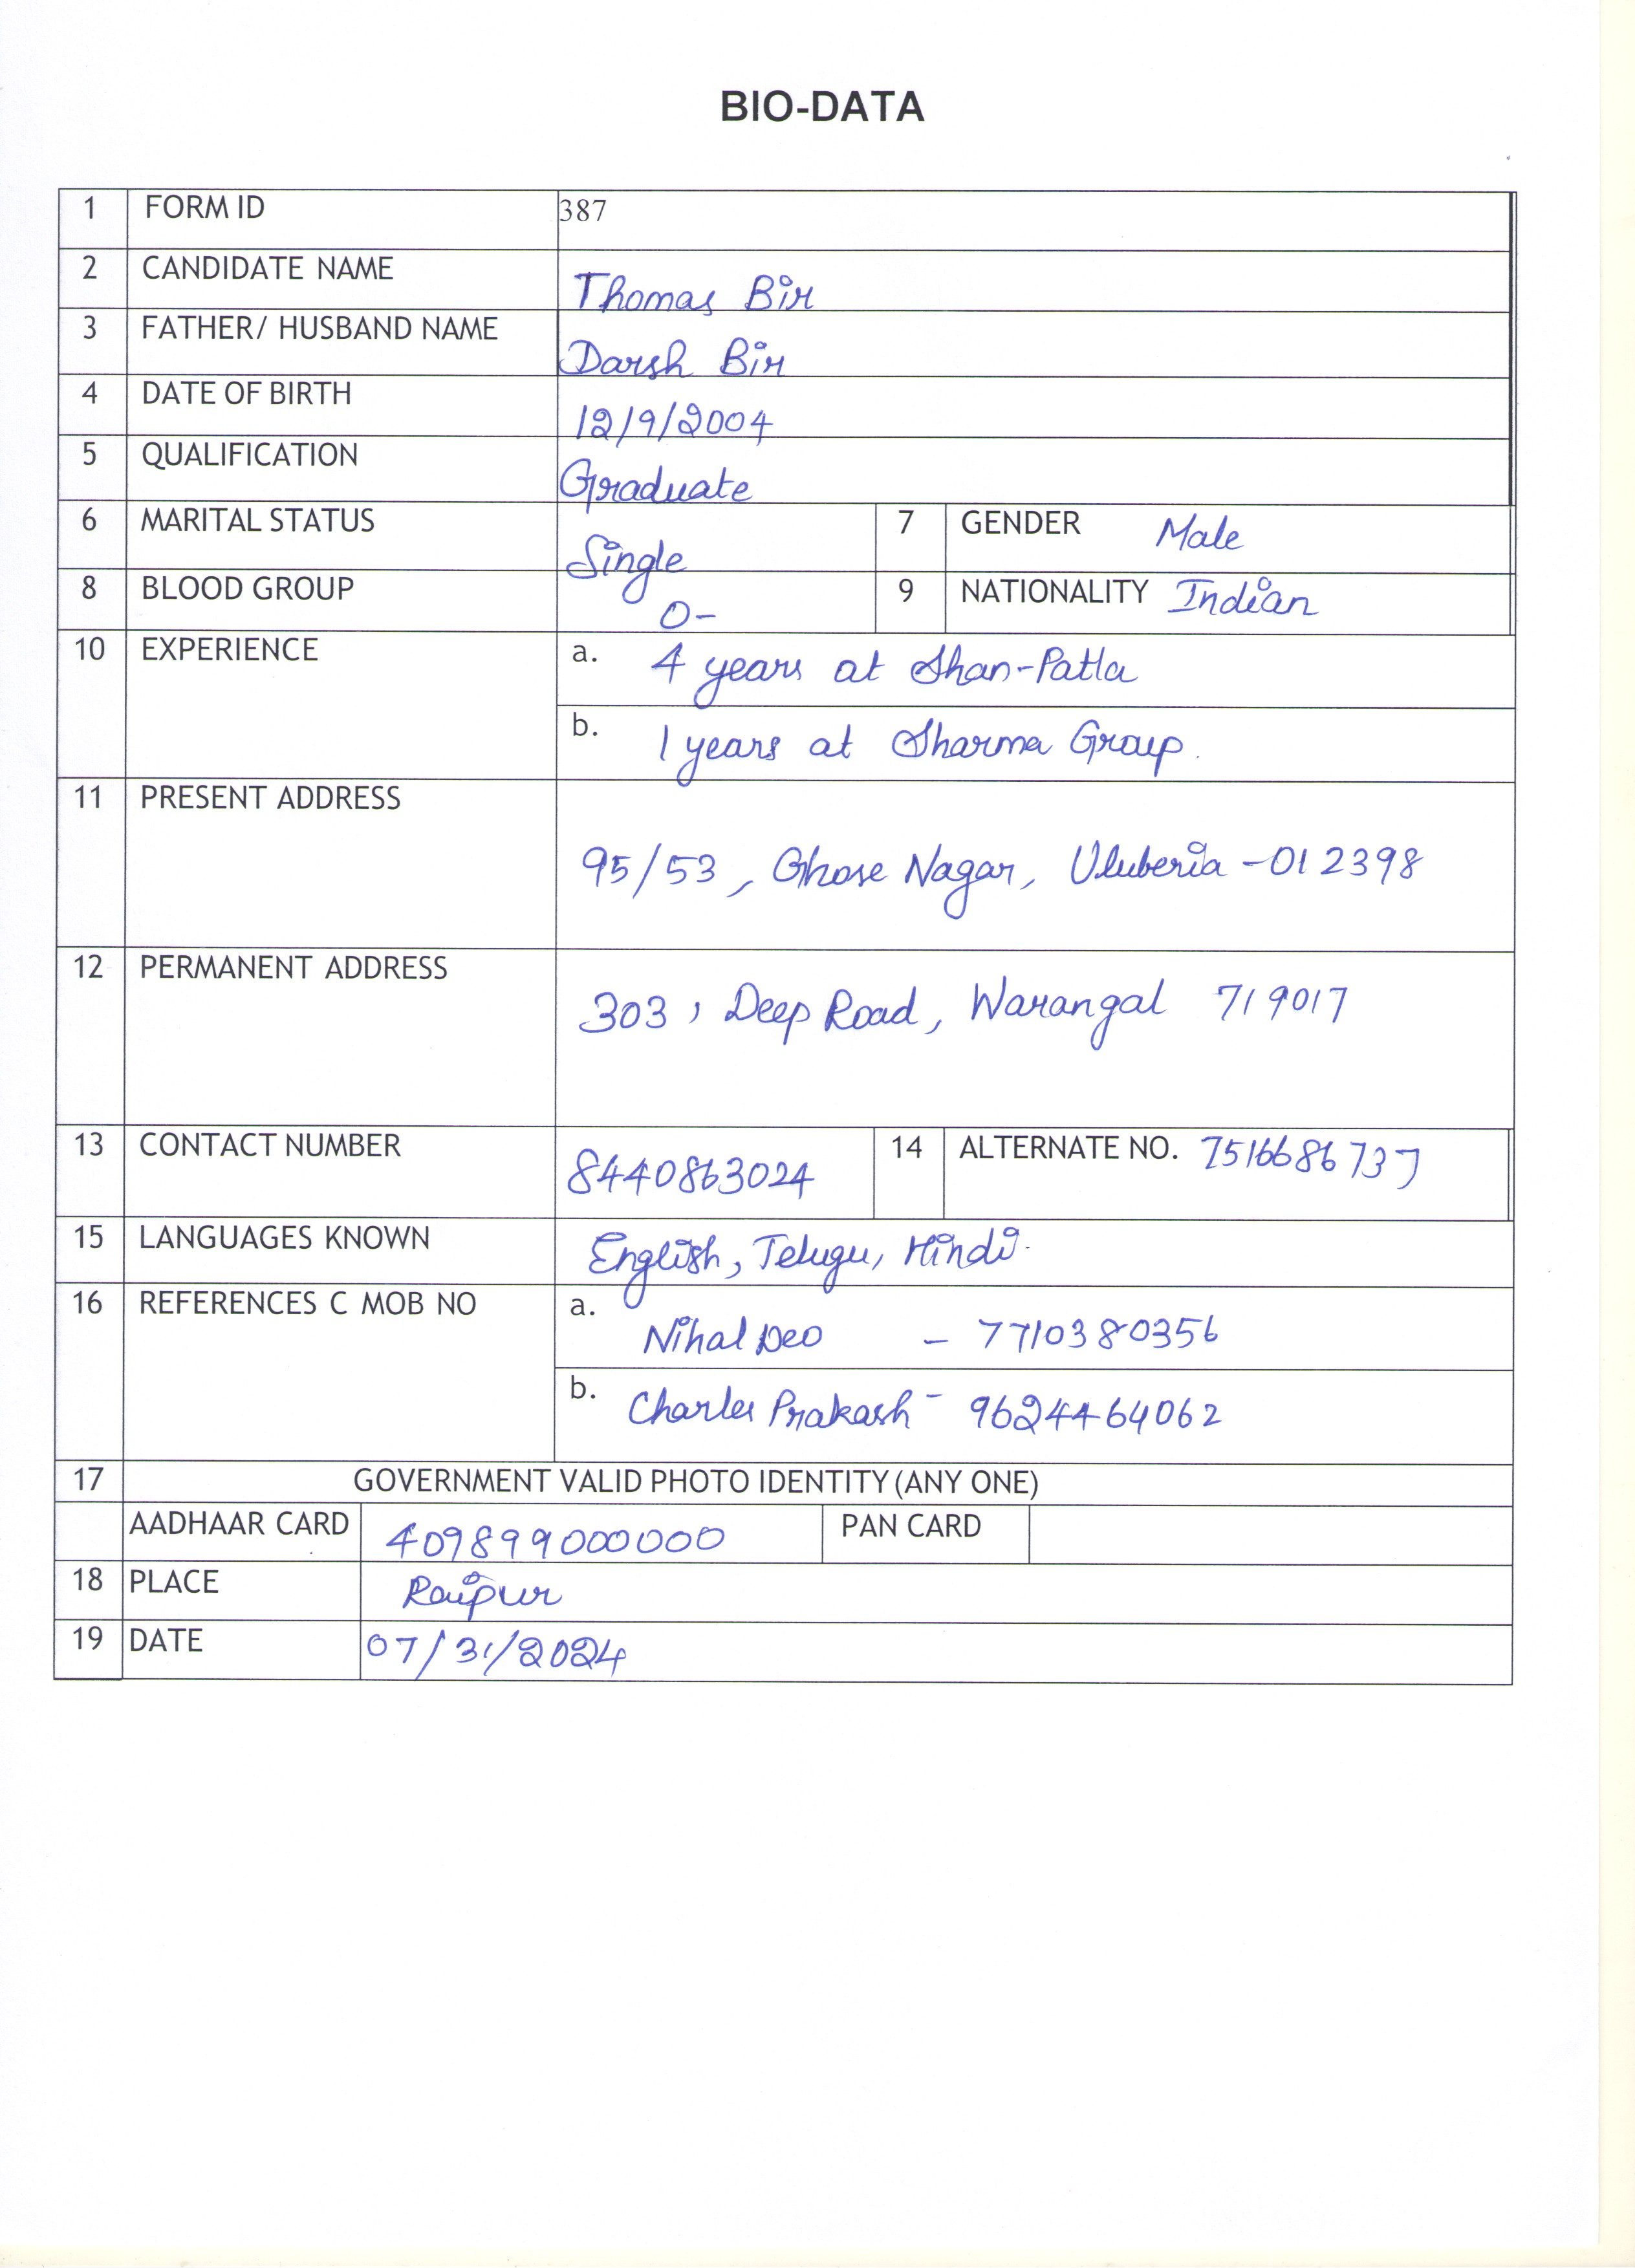 BIO-DATA
1 FORM ID 387
2 CANDIDATE NAME Thomas Bir
3 FATHER/ HUSBAND NAME Darsh Bir
4 DATE OF BIRTH 12/9/2004
5 QUALIFICATION Graduate
6 MARITAL STATUS Single 7 GENDER Male
8 BLOOD GROUP O- 9 NATIONALITY Indian
10 EXPERIENCE a. 4 years at Shan-Patla
b. 1 years at Sharma Group.
11 PRESENT ADDRESS
95/53, Ghose Nagar, Uluberia -012398
12 PERMANENT ADDRESS
303, Deep Road, Warangal 719017
13 CONTACT NUMBER 8440863024 14 ALTERNATE NO. 7516686737
15 LANGUAGES KNOWN English, Telugu, Hindi.
16 REFERENCES C MOB NO a. Nihal Deo - 7710380356
b. Charles Prakash - 9624464062
17 GOVERNMENT VALID PHOTO IDENTITY (ANY ONE)
AADHAAR CARD 409899000000 PAN CARD
18 PLACE Raipur
19 DATE 07/31/2024